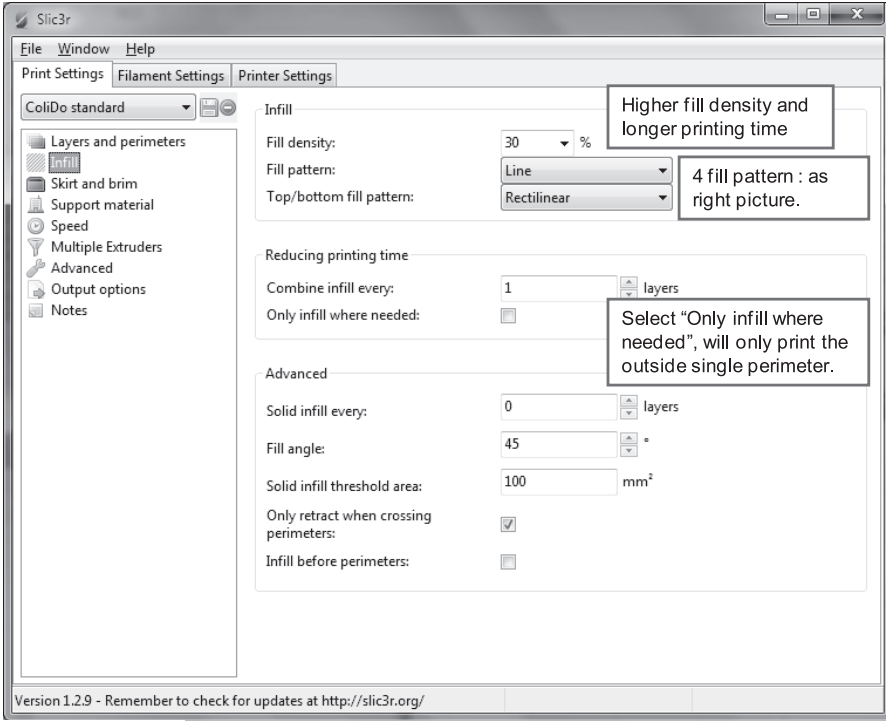 Slic3r
File Window Help
Print Settings Filament Settings Printer Settings
ColiDo standard
Layers and perimeters
Infill
Skirt and brim
Support material
Speed
Multiple Extruders
Advanced
Output options
Notes
Infill
Fill density: 30 %
Fill pattern: Line
Top/bottom fill pattern: Rectilinear
Higher fill density and
longer printing time
4 fill pattern : as
right picture.
Reducing printing time
Combine infill every: 1 layers
Only infill where needed:
Select “Only infill where
needed”, will only print the
outside single perimeter.
Advanced
Solid infill every: 0 layers
Fill angle: 45 °
Solid infill threshold area: 100 mm²
Only retract when crossing
perimeters:
Infill before perimeters:
Version 1.2.9 - Remember to check for updates at http://slic3r.org/